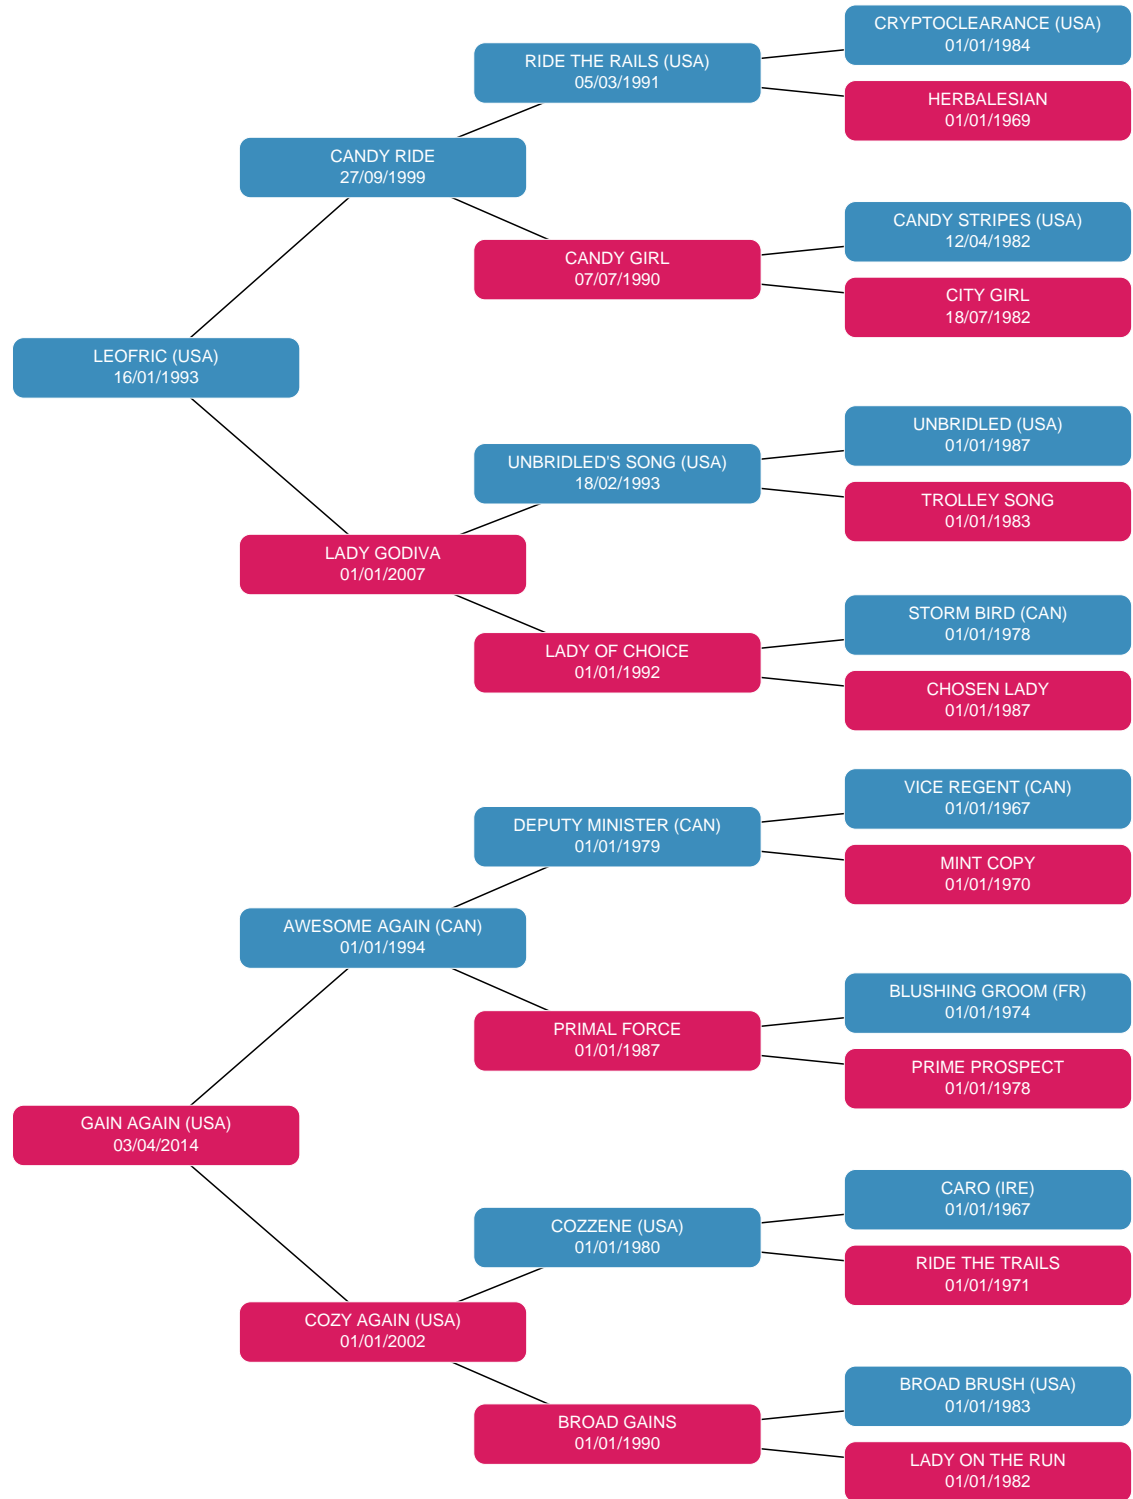 CRYPTOCLEARANCE (USA)
01/01/1984
RIDE THE RAILS (USA)
05/03/1991
HERBALESIAN
01/01/1969
CANDY RIDE
27/09/1999
CANDY STRIPES (USA)
12/04/1982
CANDY GIRL
07/07/1990
CITY GIRL
18/07/1982
LEOFRIC (USA)
16/01/1993
UNBRIDLED (USA)
01/01/1987
UNBRIDLED'S SONG (USA)
18/02/1993
TROLLEY SONG
01/01/1983
LADY GODIVA
01/01/2007
STORM BIRD (CAN)
01/01/1978
LADY OF CHOICE
01/01/1992
CHOSEN LADY
01/01/1987
VICE REGENT (CAN)
01/01/1967
DEPUTY MINISTER (CAN)
01/01/1979
MINT COPY
01/01/1970
AWESOME AGAIN (CAN)
01/01/1994
BLUSHING GROOM (FR)
01/01/1974
PRIMAL FORCE
01/01/1987
PRIME PROSPECT
01/01/1978
GAIN AGAIN (USA)
03/04/2014
CARO (IRE)
01/01/1967
COZZENE (USA)
01/01/1980
RIDE THE TRAILS
01/01/1971
COZY AGAIN (USA)
01/01/2002
BROAD BRUSH (USA)
01/01/1983
BROAD GAINS
01/01/1990
LADY ON THE RUN
01/01/1982